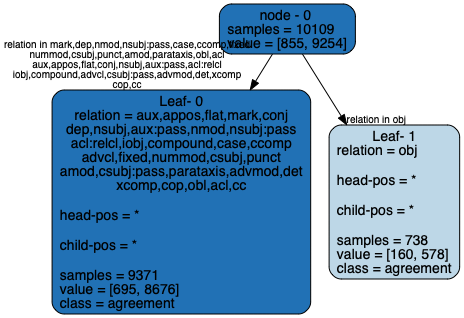 node - 0
samples = 10109
value = [855, 9254]
relation in mark,dep,nmod,nsubj:pass,case,ccomp
nummod,csubj,punct,amod,parataxis,obl,acl
aux,appos,flat,conj,nsubj,aux:pass,acl:relcl
iobj,compound,advcl,csubj:pass,advmod,det,xcomp
cop,cc
relation in obj
Leaf- 0
relation = aux,appos,flat,mark,conj
dep,nsubj,aux:pass,nmod,nsubj:pass
acl:relcl,iobj,compound,case,ccomp
advcl,fixed,nummod,csubj,punct
amod,csubj:pass,parataxis,advmod,det
xcomp,cop,obl,acl,cc
head-pos = *
child-pos = *
samples = 9371
value = [695, 8676]
class = agreement
Leaf- 1
relation = obj
head-pos = *
child-pos = *
samples = 738
value = [160, 578]
class = agreement